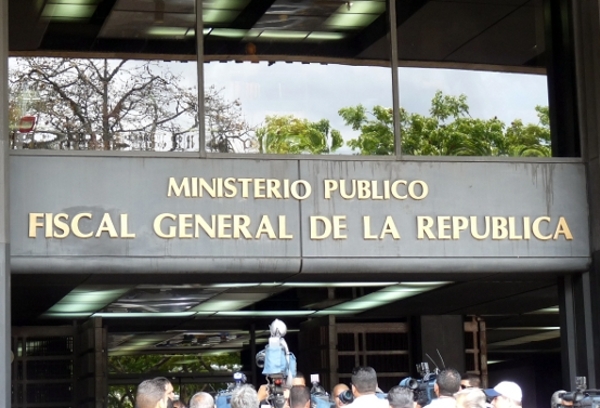 MINISTERIO PUBLICO
FISCAL GENERAL DE LA REPUBLICA